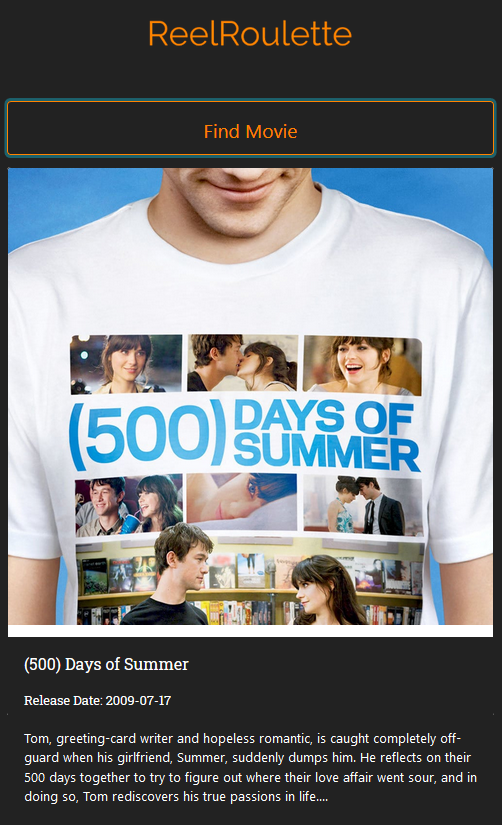 ReelRoulette
Find Movie
(500) DAYS OF
SUMMER
(500) Days of Summer
Release Date: 2009-07-17
Tom, greeting-card writer and hopeless romantic, is caught completely off-
guard when his girlfriend, Summer, suddenly dumps him. He reflects on their
500 days together to try to figure out where their love affair went sour, and in
doing so, Tom rediscovers his true passions in life....